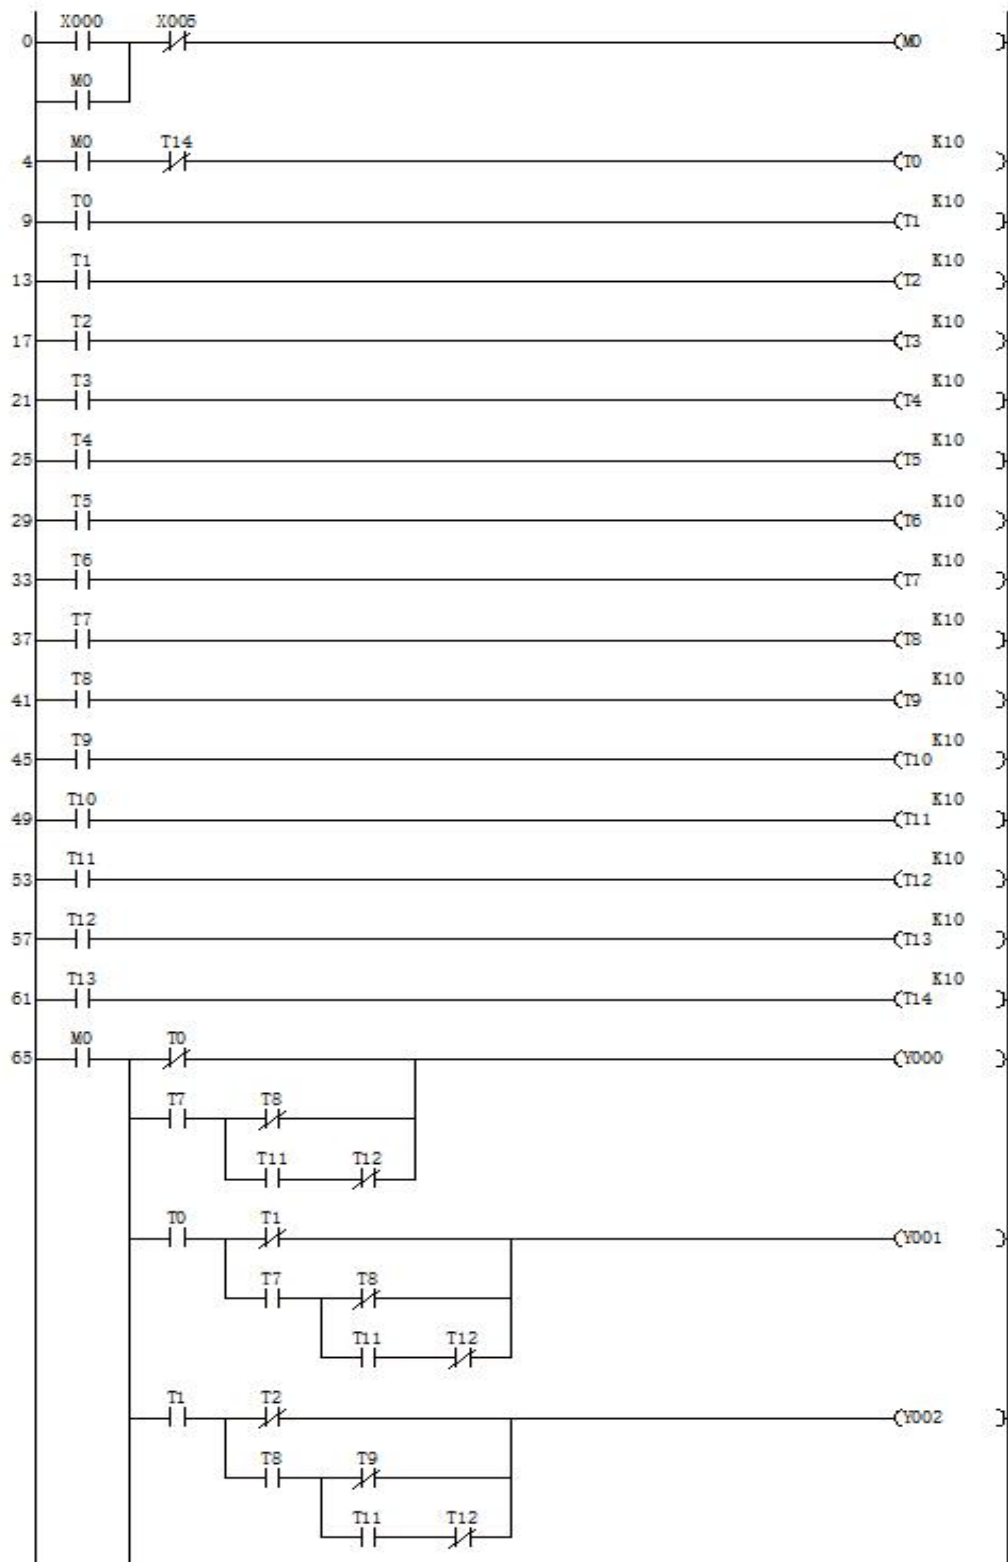 X000 X005
0 (M0 )
M0
M0 T14 K10
4 (T0 )
T0 K10
9 (T1 )
T1 K10
13 (T2 )
T2 K10
17 (T3 )
T3 K10
21 (T4 )
T4 K10
25 (T5 )
T5 K10
29 (T6 )
T6 K10
33 (T7 )
T7 K10
37 (T8 )
T8 K10
41 (T9 )
T9 K10
45 (T10 )
T10 K10
49 (T11 )
T11 K10
53 (T12 )
T12 K10
57 (T13 )
T13 K10
61 (T14 )
M0 T0
65 (Y000 )
T7 T8
T11 T12
T0 T1
(Y001 )
T7 T8
T11 T12
T1 T2
(Y002 )
T8 T9
T11 T12